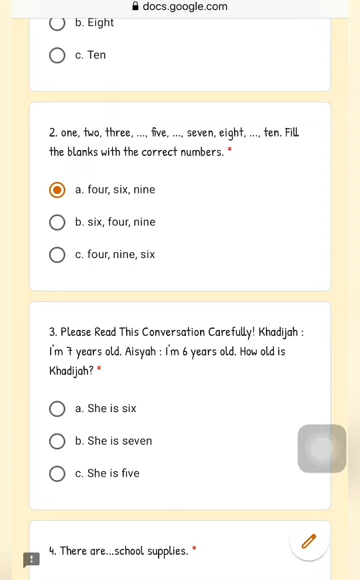 docs.google.com
b. Eight
c. Ten
2. one, two, three, ..., five, ..., seven, eight, ..., ten. Fill
the blanks with the correct numbers. *
a. four, six, nine
b. six, four, nine
c. four, nine, six
3. Please Read This Conversation Carefully! Khadijah :
I'm 7 years old. Aisyah : I'm 6 years old. How old is
Khadijah? *
a. She is six
b. She is seven
c. She is five
4. There are...school supplies. *